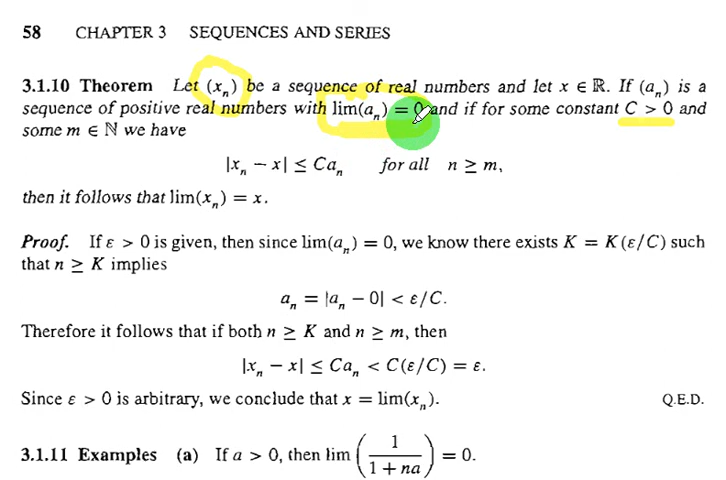 58 CHAPTER 3 SEQUENCES AND SERIES
3.1.10 Theorem Let (xₙ) be a sequence of real numbers and let x ∈ ℝ. If (aₙ) is a
sequence of positive real numbers with lim(aₙ) = 0 and if for some constant C > 0 and
some m ∈ ℕ we have
|xₙ − x| ≤ Caₙ for all n ≥ m,
then it follows that lim(xₙ) = x.
Proof. If ε > 0 is given, then since lim(aₙ) = 0, we know there exists K = K(ε/C) such
that n ≥ K implies
aₙ = |aₙ − 0| < ε/C.
Therefore it follows that if both n ≥ K and n ≥ m, then
|xₙ − x| ≤ Caₙ < C(ε/C) = ε.
Since ε > 0 is arbitrary, we conclude that x = lim(xₙ). Q.E.D.
3.1.11 Examples (a) If a > 0, then lim (1/(1 + na)) = 0.